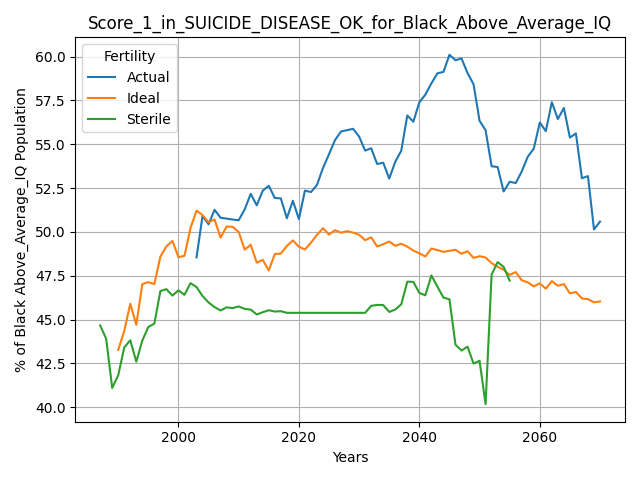 Score_1_in_SUICIDE_DISEASE_OK_for_Black_Above_Average_IQ
% of Black Above_Average_IQ Population
60.0
57.5
55.0
52.5
50.0
47.5
45.0
42.5
40.0
Fertility
Actual
Ideal
Sterile
2000
2020
2040
2060
Years